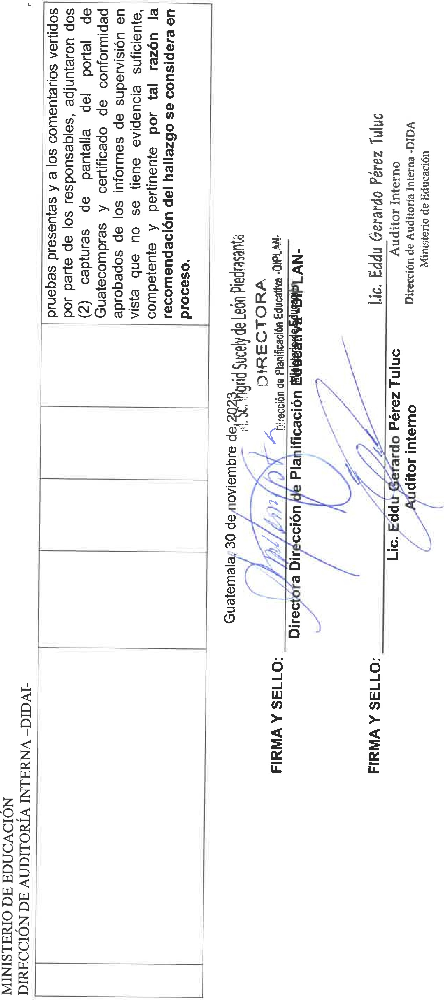 MINISTERIO DE EDUCACIÓN
DIRECCIÓN DE AUDITORÍA INTERNA –DIDAI-
pruebas presentas y a los comentarios vertidos
por parte de los responsables, adjuntaron dos
(2) capturas de pantalla del portal de
Guatecompras y certificado de conformidad
aprobados de los informes de supervisión en
vista que no se tiene evidencia suficiente,
competente y pertinente por tal razón la
recomendación del hallazgo se considera en
proceso.
Guatemala, 30 de noviembre de 2023
M. Sc. Ingrid Sucely de León Piedrasanta
DIRECTORA
Dirección de Planificación Educativa -DIPLAN-
Ministerio de Educación
FIRMA Y SELLO:
Directora Dirección de Planificación Educativa -DIPLAN-
Lic. Eddu Gerardo Pérez Tuluc
Auditor Interno
Dirección de Auditoría Interna -DIDA
Ministerio de Educación
FIRMA Y SELLO:
Lic. Eddu Gerardo Pérez Tuluc
Auditor interno